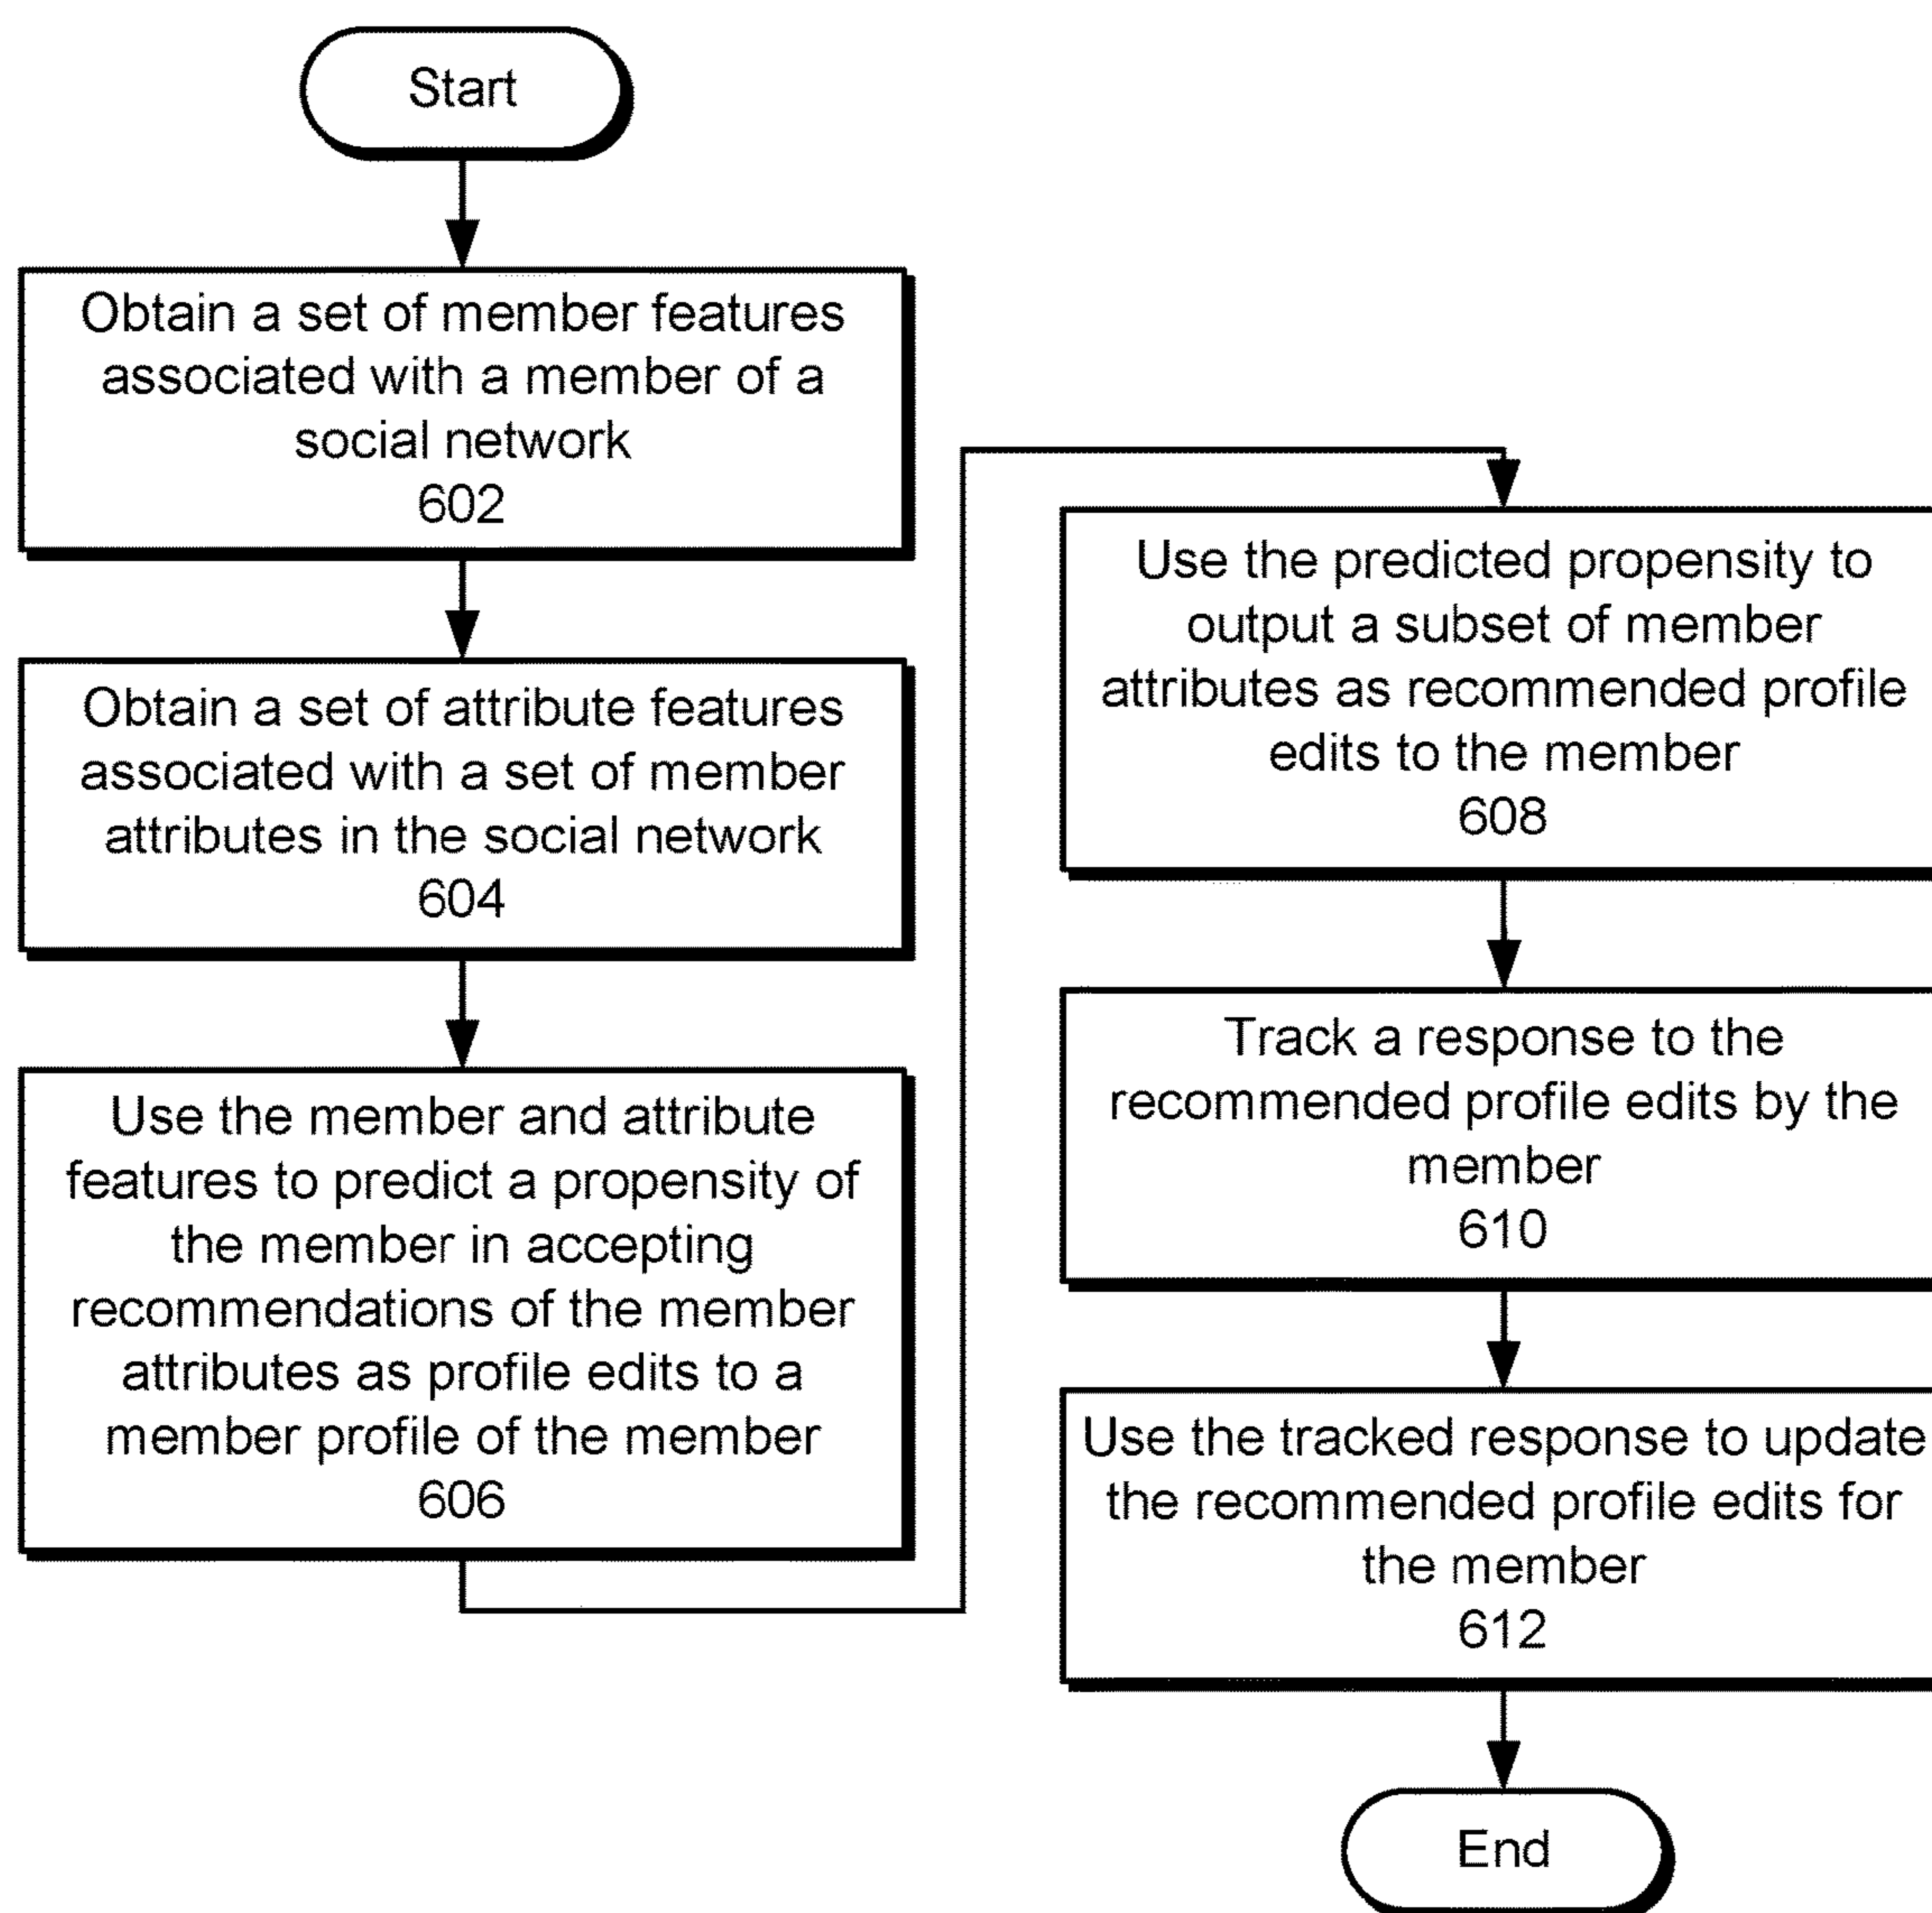 Start
Obtain a set of member features
associated with a member of a
social network
602
Obtain a set of attribute features
associated with a set of member
attributes in the social network
604
Use the member and attribute
features to predict a propensity of
the member in accepting
recommendations of the member
attributes as profile edits to a
member profile of the member
606
Use the predicted propensity to
output a subset of member
attributes as recommended profile
edits to the member
608
Track a response to the
recommended profile edits by the
member
610
Use the tracked response to update
the recommended profile edits for
the member
612
End